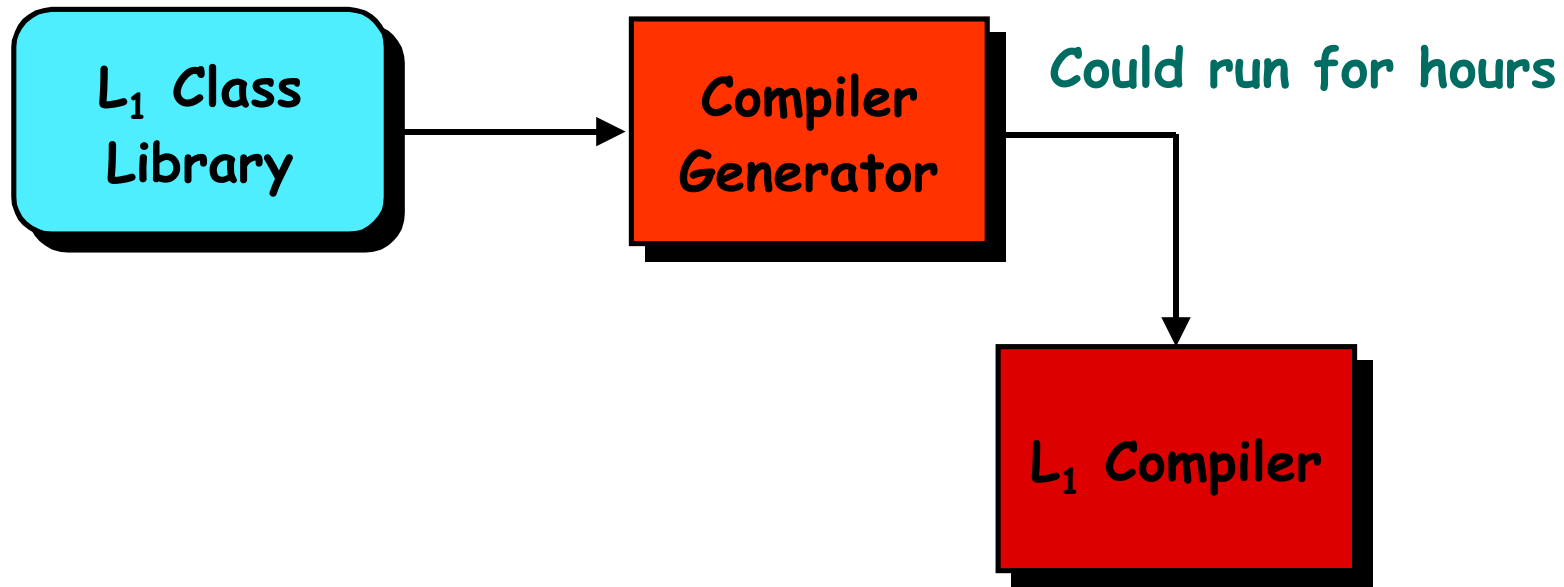 L₁ Class
Library
Compiler
Generator
Could run for hours
L₁ Compiler